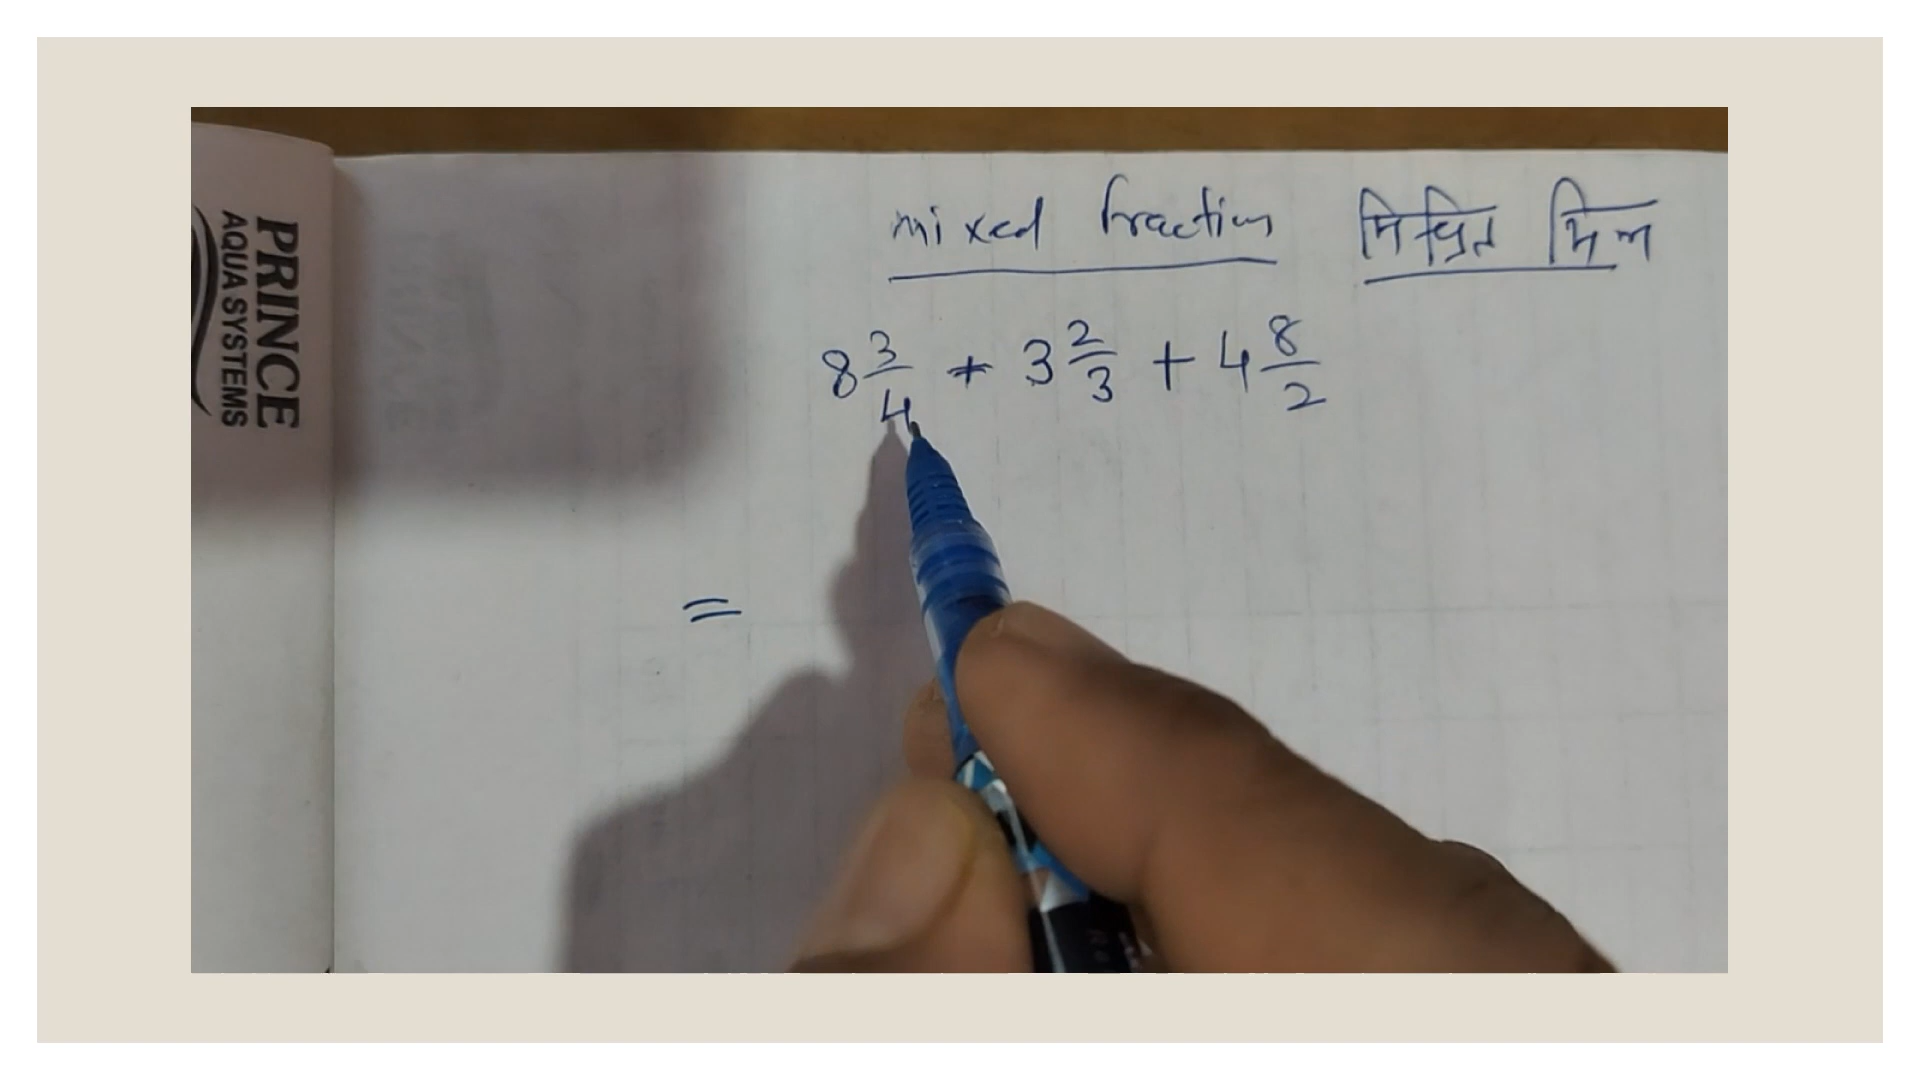 PRINCE
AQUA SYSTEMS
mixed fraction मिश्रित भिन्न
8 3/4 + 3 2/3 + 4 8/2
=